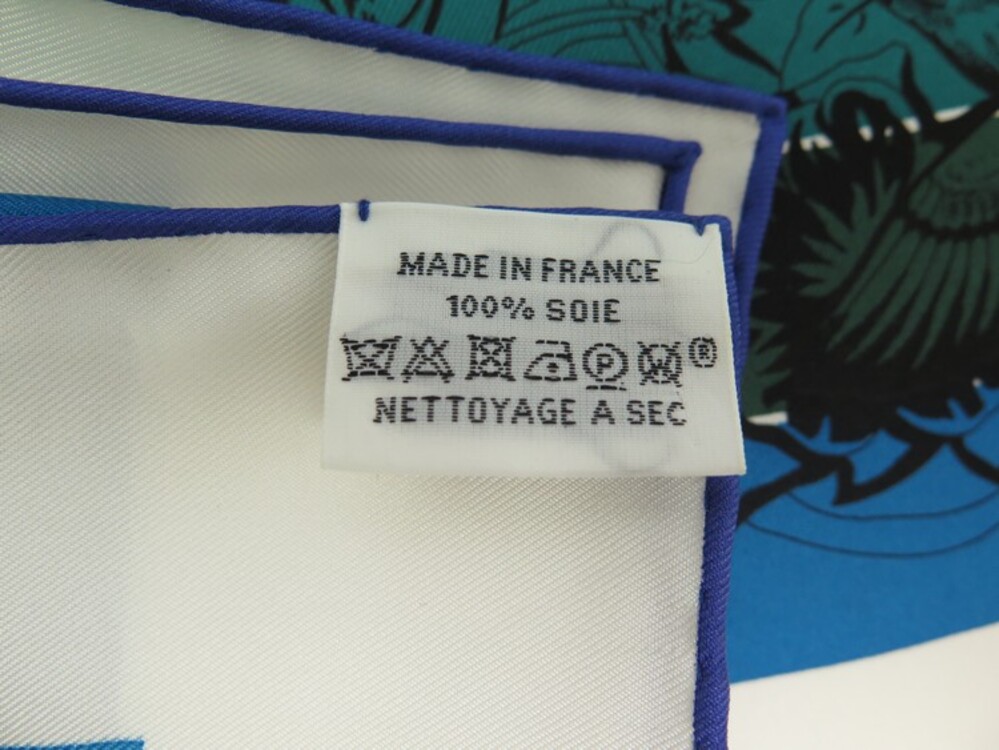 MADE IN FRANCE
100% SOIE
P ®
NETTOYAGE A SEC